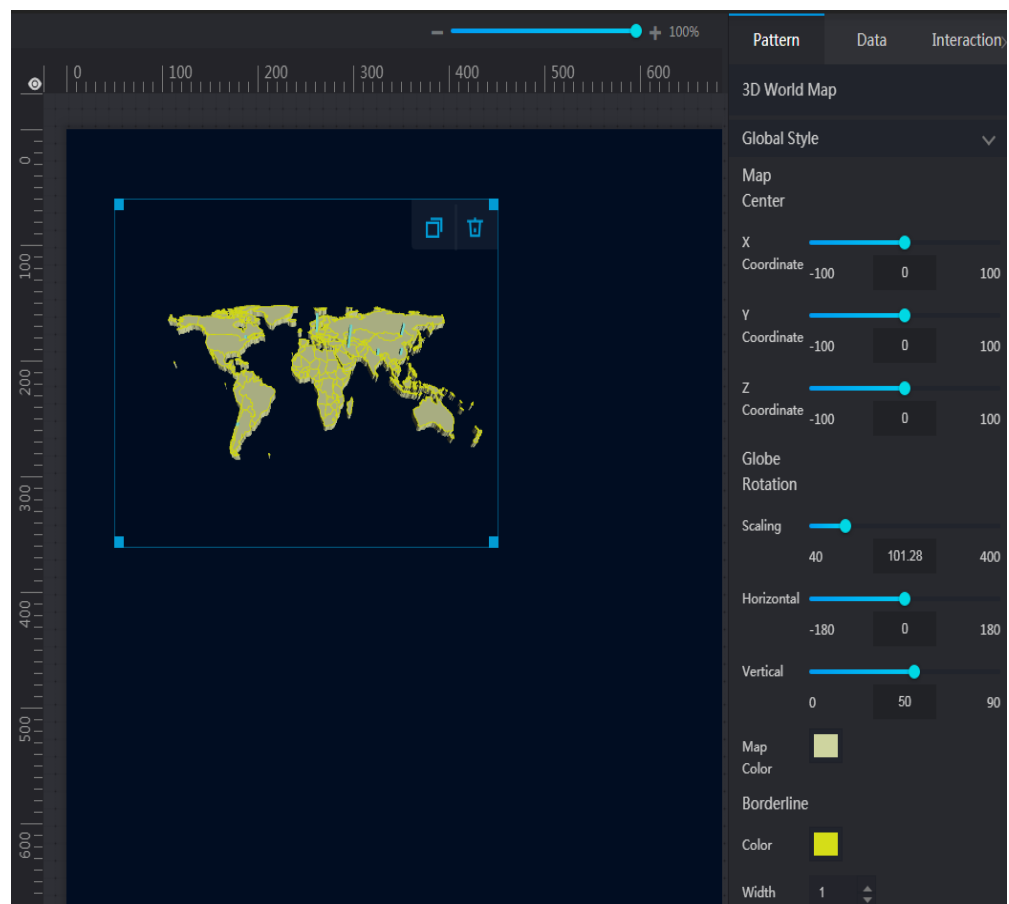 100%
Pattern Data Interaction
0 100 200 300 400 500 600
3D World Map
Global Style
0
100
200
300
400
500
600
Map
Center
X
Coordinate
-100 0 100
Y
Coordinate
-100 0 100
Z
Coordinate
-100 0 100
Globe
Rotation
Scaling
40 101.28 400
Horizontal
-180 0 180
Vertical
0 50 90
Map
Color
Borderline
Color
Width 1